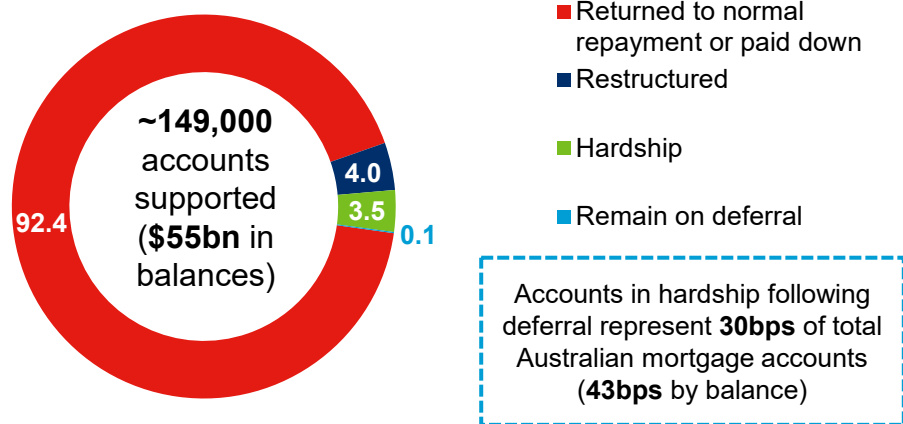 ~149,000
accounts
supported
($55bn in
balances)
92.4
4.0
3.5
0.1
Returned to normal
repayment or paid down
Restructured
Hardship
Remain on deferral
Accounts in hardship following
deferral represent 30bps of total
Australian mortgage accounts
(43bps by balance)